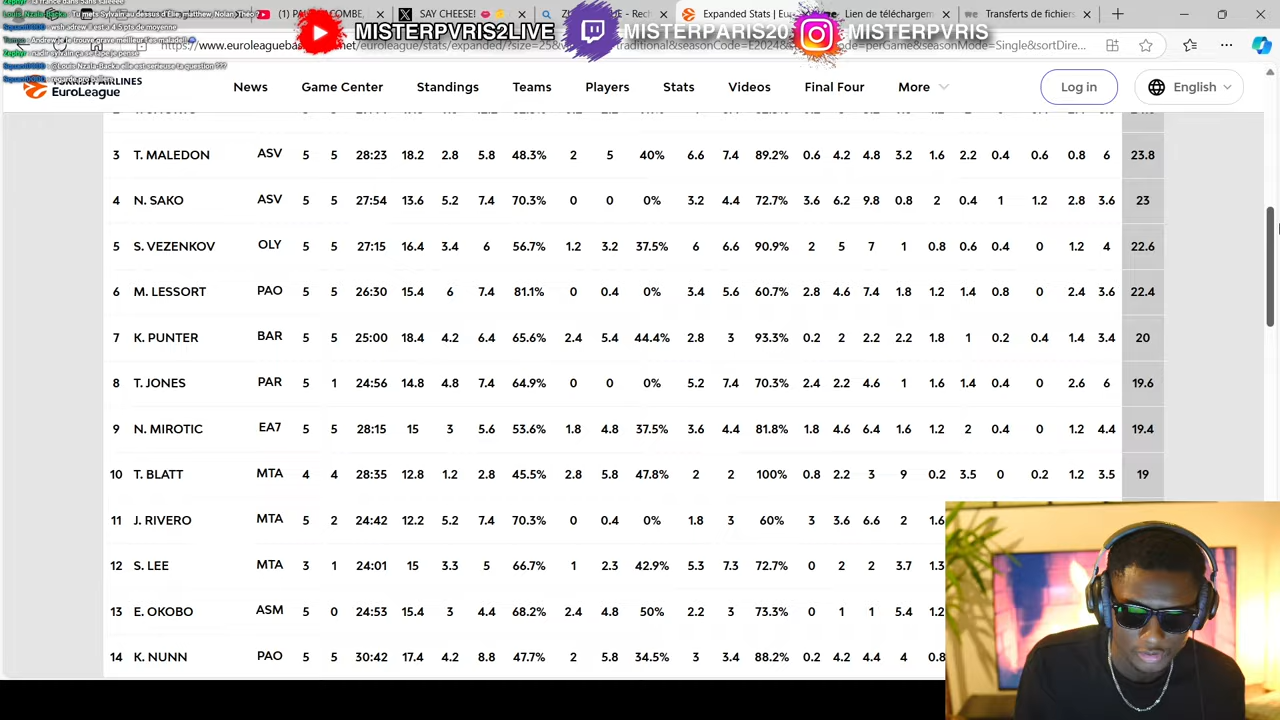 MISTERPVRIS2LIVE MISTERPARIS20 MISTERPVRIS
Expanded Stats | Eu
Lien de télécharger
transferts de fichiers
SAY CHEESE!
EuroLeague
News Game Center Standings Teams Players Stats Videos Final Four More Log in English
3 T. MALEDON ASV 5 5 28:23 18.2 2.8 5.8 48.3% 2 5 40% 6.6 7.4 89.2% 0.6 4.2 4.8 3.2 1.6 2.2 0.4 0.6 0.8 6 23.8
4 N. SAKO ASV 5 5 27:54 13.6 5.2 7.4 70.3% 0 0 0% 3.2 4.4 72.7% 3.6 6.2 9.8 0.8 2 0.4 1 1.2 2.8 3.6 23
5 S. VEZENKOV OLY 5 5 27:15 16.4 3.4 6 56.7% 1.2 3.2 37.5% 6 6.6 90.9% 2 5 7 1 0.8 0.6 0.4 0 1.2 4 22.6
6 M. LESSORT PAO 5 5 26:30 15.4 6 7.4 81.1% 0 0.4 0% 3.4 5.6 60.7% 2.8 4.6 7.4 1.8 1.2 1.4 0.8 0 2.4 3.6 22.4
7 K. PUNTER BAR 5 5 25:00 18.4 4.2 6.4 65.6% 2.4 5.4 44.4% 2.8 3 93.3% 0.2 2 2.2 2.2 1.8 1 0.2 0.4 1.4 3.4 20
8 T. JONES PAR 5 1 24:56 14.8 4.8 7.4 64.9% 0 0 0% 5.2 7.4 70.3% 2.4 2.2 4.6 1 1.6 1.4 0.4 0 2.6 6 19.6
9 N. MIROTIC EA7 5 5 28:15 15 3 5.6 53.6% 1.8 4.8 37.5% 3.6 4.4 81.8% 1.8 4.6 6.4 1.6 1.2 2 0.4 0 1.2 4.4 19.4
10 T. BLATT MTA 4 4 28:35 12.8 1.2 2.8 45.5% 2.8 5.8 47.8% 2 2 100% 0.8 2.2 3 9 0.2 3.5 0 0.2 1.2 3.5 19
11 J. RIVERO MTA 5 2 24:42 12.2 5.2 7.4 70.3% 0 0.4 0% 1.8 3 60% 3 3.6 6.6 2 1.6
12 S. LEE MTA 3 1 24:01 15 3.3 5 66.7% 1 2.3 42.9% 5.3 7.3 72.7% 0 2 2 3.7 1.3
13 E. OKOBO ASM 5 0 24:53 15.4 3 4.4 68.2% 2.4 4.8 50% 2.2 3 73.3% 0 1 1 5.4 1.2
14 K. NUNN PAO 5 5 30:42 17.4 4.2 8.8 47.7% 2 5.8 34.5% 3 3.4 88.2% 0.2 4.2 4.4 4 0.8